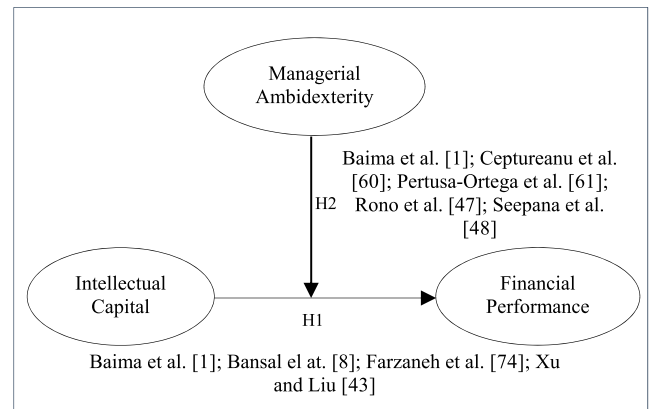 Managerial
Ambidexterity
Baima et al. [1]; Ceptureanu et al.
[60]; Pertusa-Ortega et al. [61];
Rono et al. [47]; Seepana et al.
[48]
H2
Intellectual
Capital
Financial
Performance
H1
Baima et al. [1]; Bansal el at. [8]; Farzaneh et al. [74]; Xu
and Liu [43]